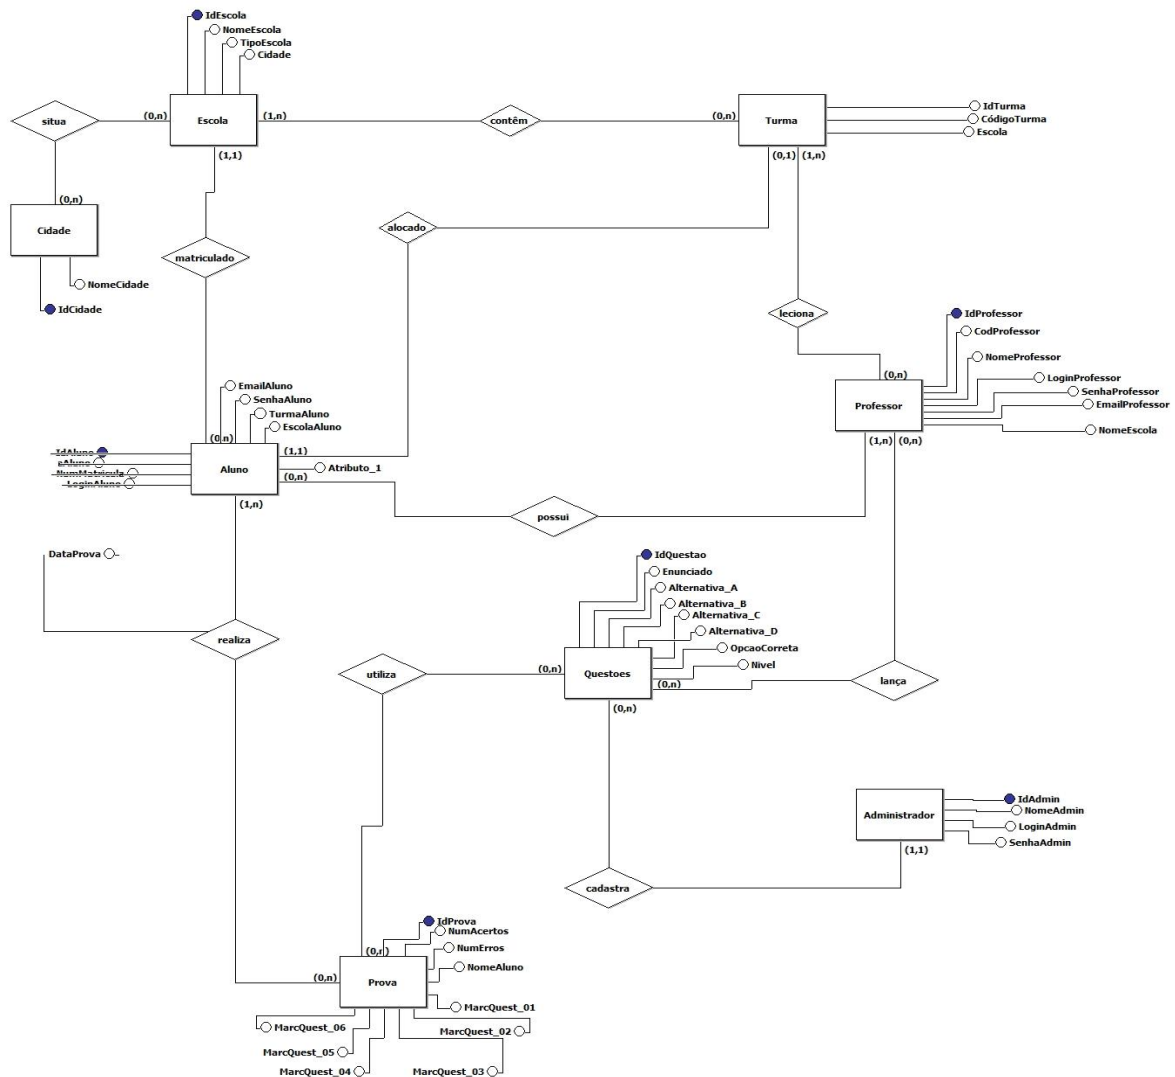 IdEscola
NomeEscola
TipoEscola
Cidade
situa
(0,n)
Escola
(1,n)
contém
(0,n)
Turma
IdTurma
CódigoTurma
Escola
(1,1)
(0,1)
(1,n)
(0,n)
Cidade
NomeCidade
IdCidade
alocado
matriculado
leciona
IdProfessor
CodProfessor
NomeProfessor
LoginProfessor
SenhaProfessor
EmailProfessor
NomeEscola
(0,n)
Professor
(1,n)
(0,n)
EmailAluno
SenhaAluno
TurmaAluno
EscolaAluno
(0,n)
IdAluno
aAluno
NumMatricula
LoginAluno
Aluno
(1,1)
Atributo_1
(0,n)
(1,n)
possui
DataProva
IdQuestao
Enunciado
Alternativa_A
Alternativa_B
Alternativa_C
Alternativa_D
OpcaoCorreta
Nivel
realiza
utiliza
(0,n)
Questoes
(0,n)
(0,n)
lança
IdAdmin
NomeAdmin
LoginAdmin
SenhaAdmin
Administrador
(1,1)
cadastra
IdProva
NumAcertos
NumErros
NomeAluno
(0,n)
(0,n)
Prova
MarcQuest_01
MarcQuest_02
MarcQuest_06
MarcQuest_05
MarcQuest_04
MarcQuest_03